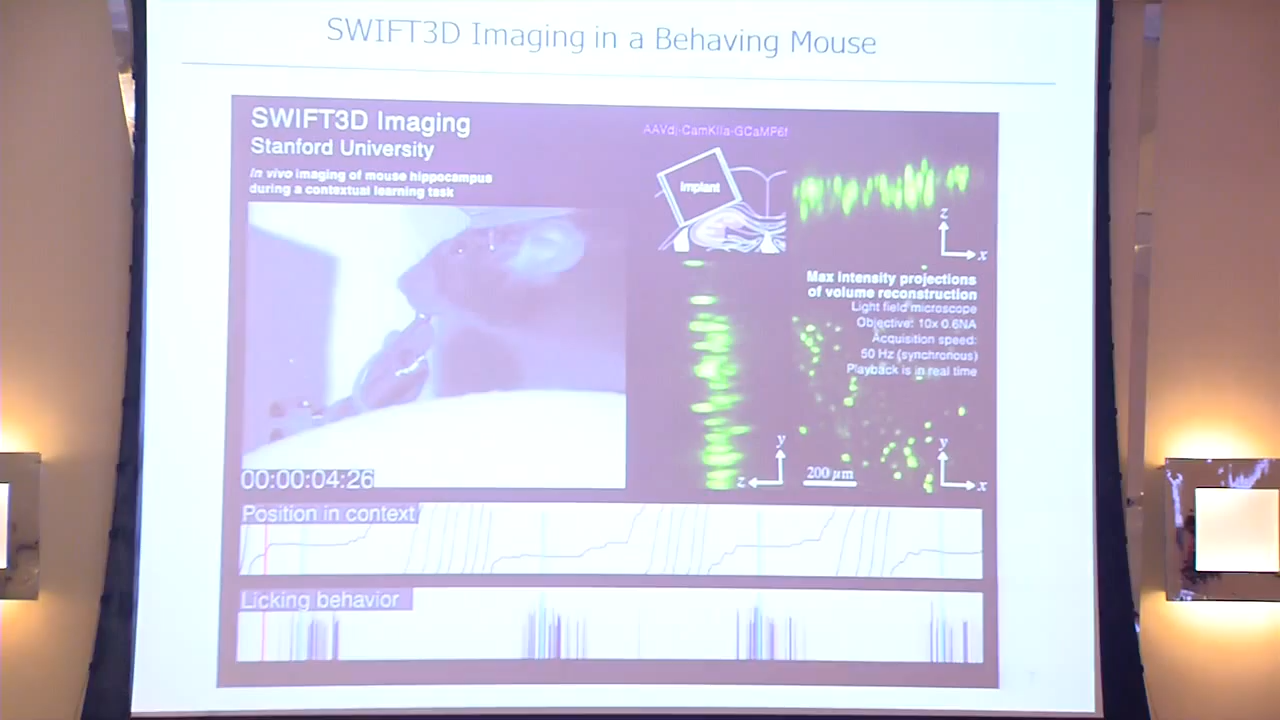 SWIFT3D Imaging in a Behaving Mouse
SWIFT3D Imaging
Stanford University
In vivo imaging of mouse hippocampus
during a contextual learning task
AAVdj-CamKIIa-GCaMP6f
Implant
z
x
Max intensity projections
of volume reconstruction
Light field microscope
Objective: 10x 0.6NA
Acquisition speed:
50 Hz (synchronous)
Playback is in real time
y
z
200 μm
y
x
00:00:04:26
Position in context
Licking behavior